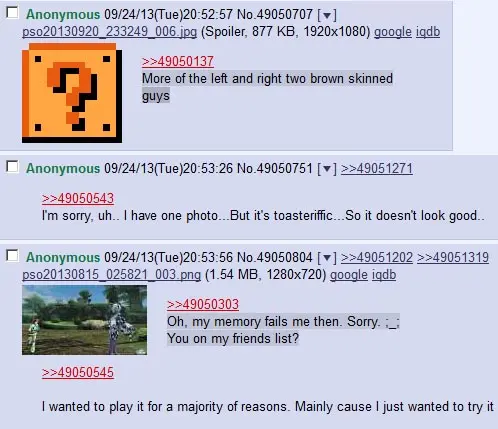 Anonymous 09/24/13(Tue)20:52:57 No.49050707 [▼]
pso20130920_233249_006.jpg (Spoiler, 877 KB, 1920x1080) google iqdb
?
>>49050137
More of the left and right two brown skinned
guys
Anonymous 09/24/13(Tue)20:53:26 No.49050751 [▼] >>49051271
>>49050543
I'm sorry, uh.. I have one photo...But it's toasteriffic...So it doesn't look good..
Anonymous 09/24/13(Tue)20:53:56 No.49050804 [▼] >>49051202 >>49051319
pso20130815_025821_003.png (1.54 MB, 1280x720) google iqdb
>>49050303
Oh, my memory fails me then. Sorry. ;_;
You on my friends list?
>>49050545
I wanted to play it for a majority of reasons. Mainly cause I just wanted to try it